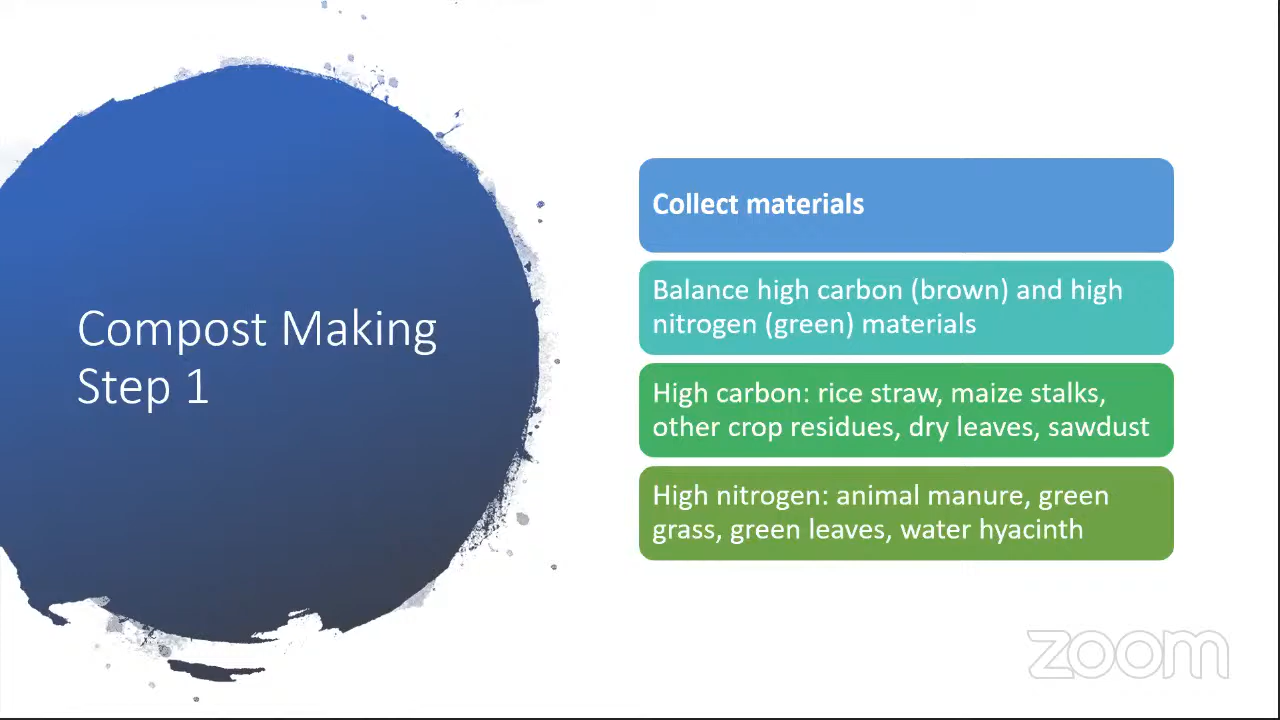 Compost Making
Step 1
Collect materials
Balance high carbon (brown) and high
nitrogen (green) materials
High carbon: rice straw, maize stalks,
other crop residues, dry leaves, sawdust
High nitrogen: animal manure, green
grass, green leaves, water hyacinth
zoom